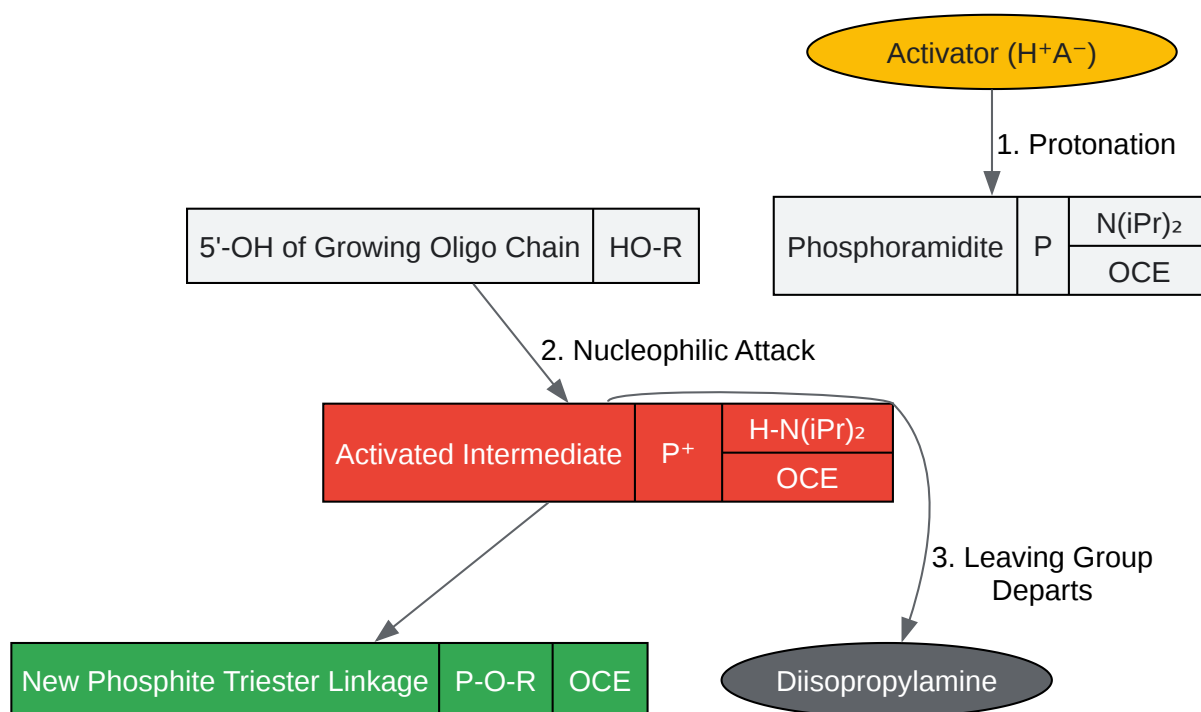 Activator (H⁺A⁻)
1. Protonation
Phosphoramidite
P
N(iPr)₂
OCE
5'-OH of Growing Oligo Chain
HO-R
2. Nucleophilic Attack
Activated Intermediate
P⁺
H-N(iPr)₂
OCE
3. Leaving Group
Departs
New Phosphite Triester Linkage
P-O-R
OCE
Diisopropylamine